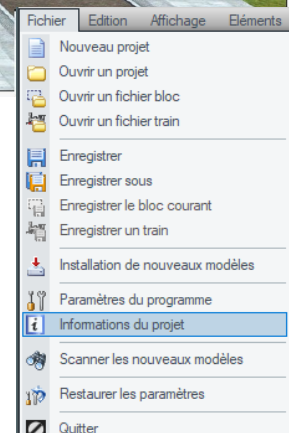 Fichier Edition Affichage Eléments
Nouveau projet
Ouvrir un projet
Ouvrir un fichier bloc
Ouvrir un fichier train
Enregistrer
Enregistrer sous
Enregistrer le bloc courant
Enregistrer un train
Installation de nouveaux modèles
Paramètres du programme
Informations du projet
Scanner les nouveaux modèles
Restaurer les paramètres
Quitter